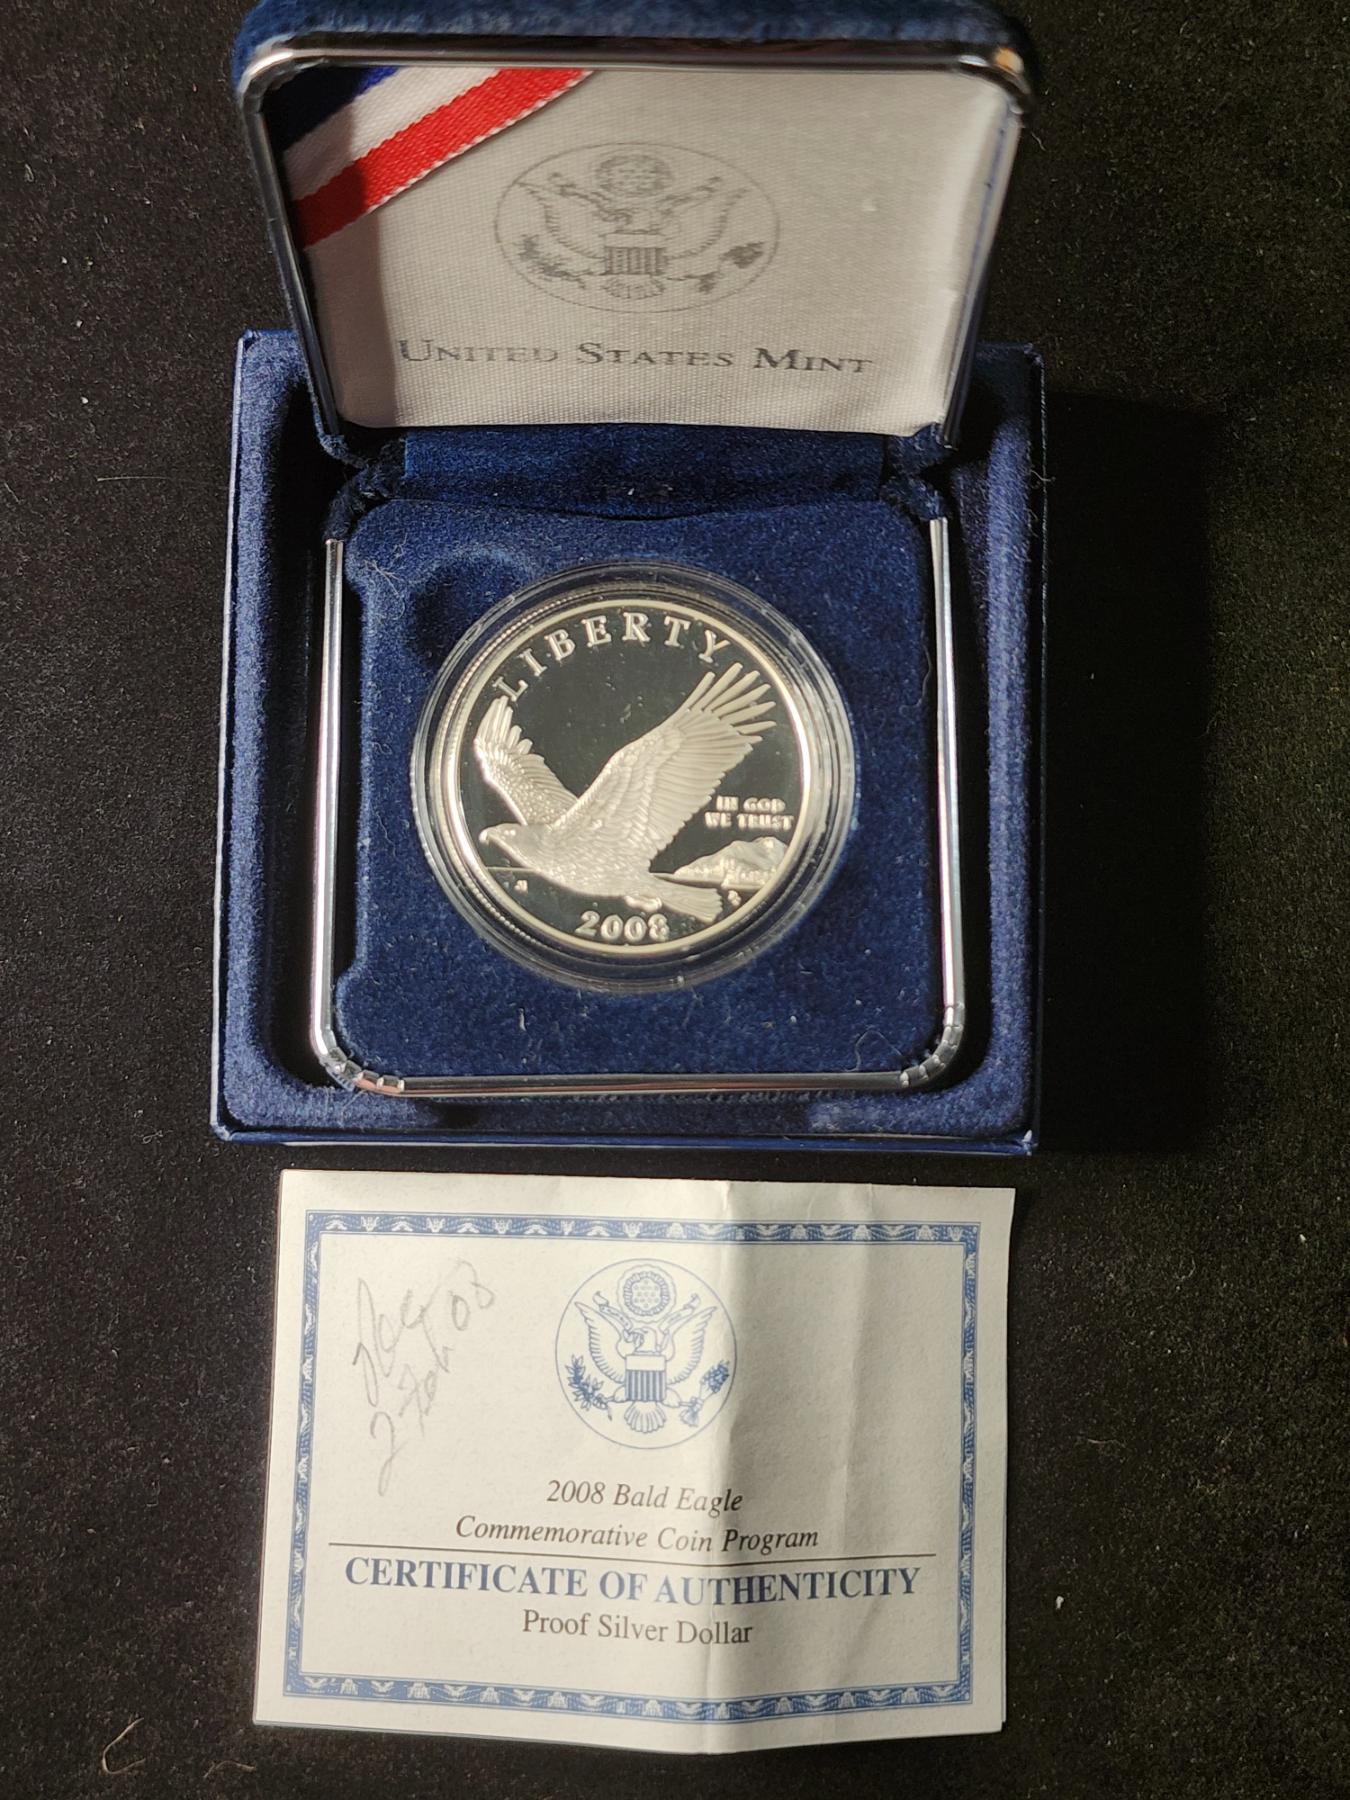 UNITED STATES MINT
LIBERTY
IN GOD
WE TRUST
2008
2008 Bald Eagle
Commemorative Coin Program
CERTIFICATE OF AUTHENTICITY
Proof Silver Dollar